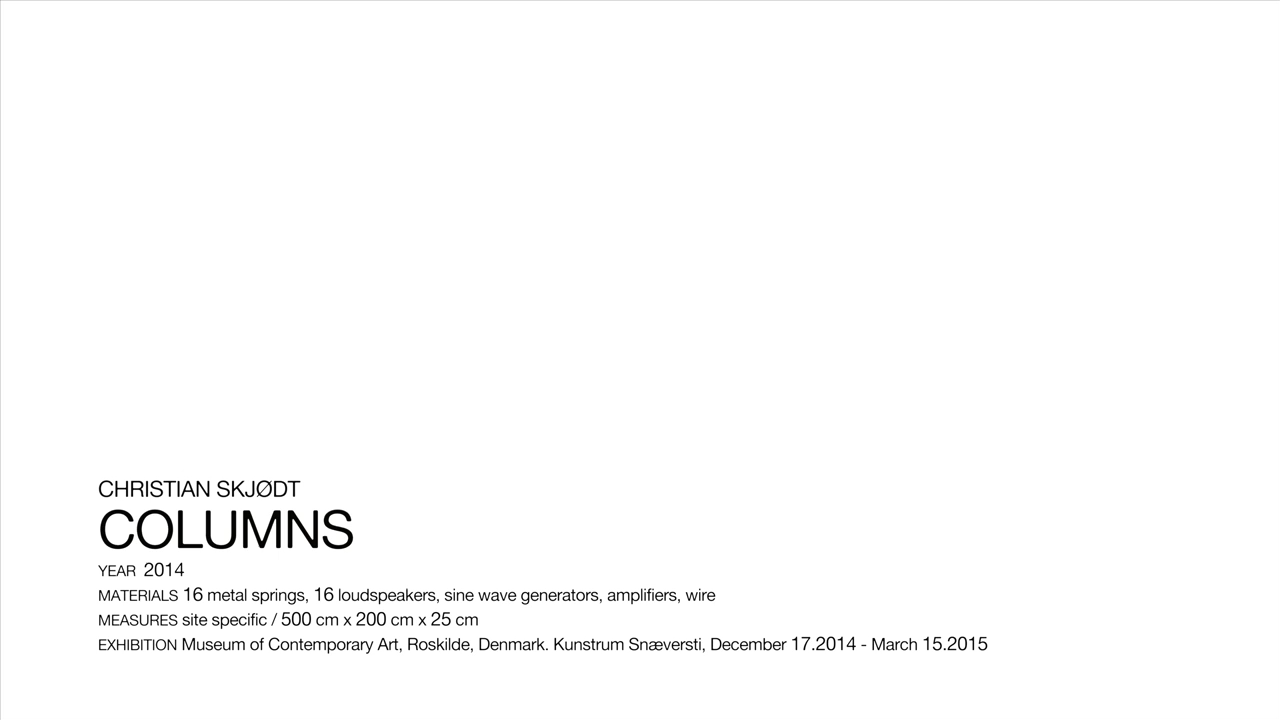 CHRISTIAN SKJØDT
COLUMNS
YEAR 2014
MATERIALS 16 metal springs, 16 loudspeakers, sine wave generators, amplifiers, wire
MEASURES site specific / 500 cm x 200 cm x 25 cm
EXHIBITION Museum of Contemporary Art, Roskilde, Denmark. Kunstrum Snæversti, December 17.2014 - March 15.2015